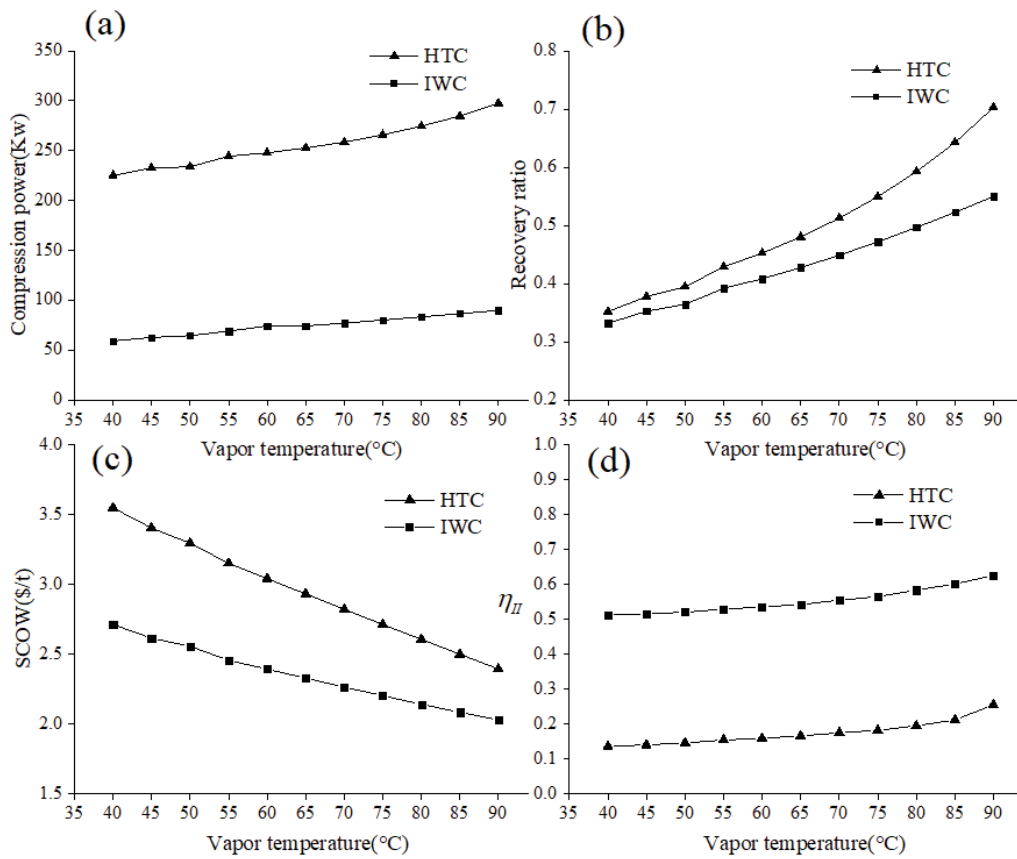 (a)
350
300
250
200
150
100
50
0
Compression power(Kw)
HTC
IWC
35 40 45 50 55 60 65 70 75 80 85 90
Vapor temperature(°C)
(b)
0.8
0.7
0.6
0.5
0.4
0.3
0.2
Recovery ratio
HTC
IWC
35 40 45 50 55 60 65 70 75 80 85 90
Vapor temperature(°C)
(c)
4.0
3.5
3.0
2.5
2.0
1.5
SCOW($/t)
HTC
IWC
35 40 45 50 55 60 65 70 75 80 85 90
Vapor temperature(°C)
(d)
1.0
0.9
0.8
0.7
0.6
0.5
0.4
0.3
0.2
0.1
0.0
η_II
HTC
IWC
35 40 45 50 55 60 65 70 75 80 85 90
Vapor temperature(°C)